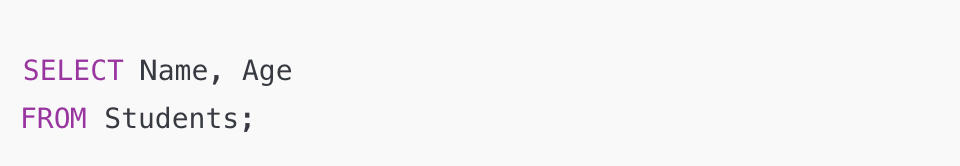 SELECT Name, Age
FROM Students;